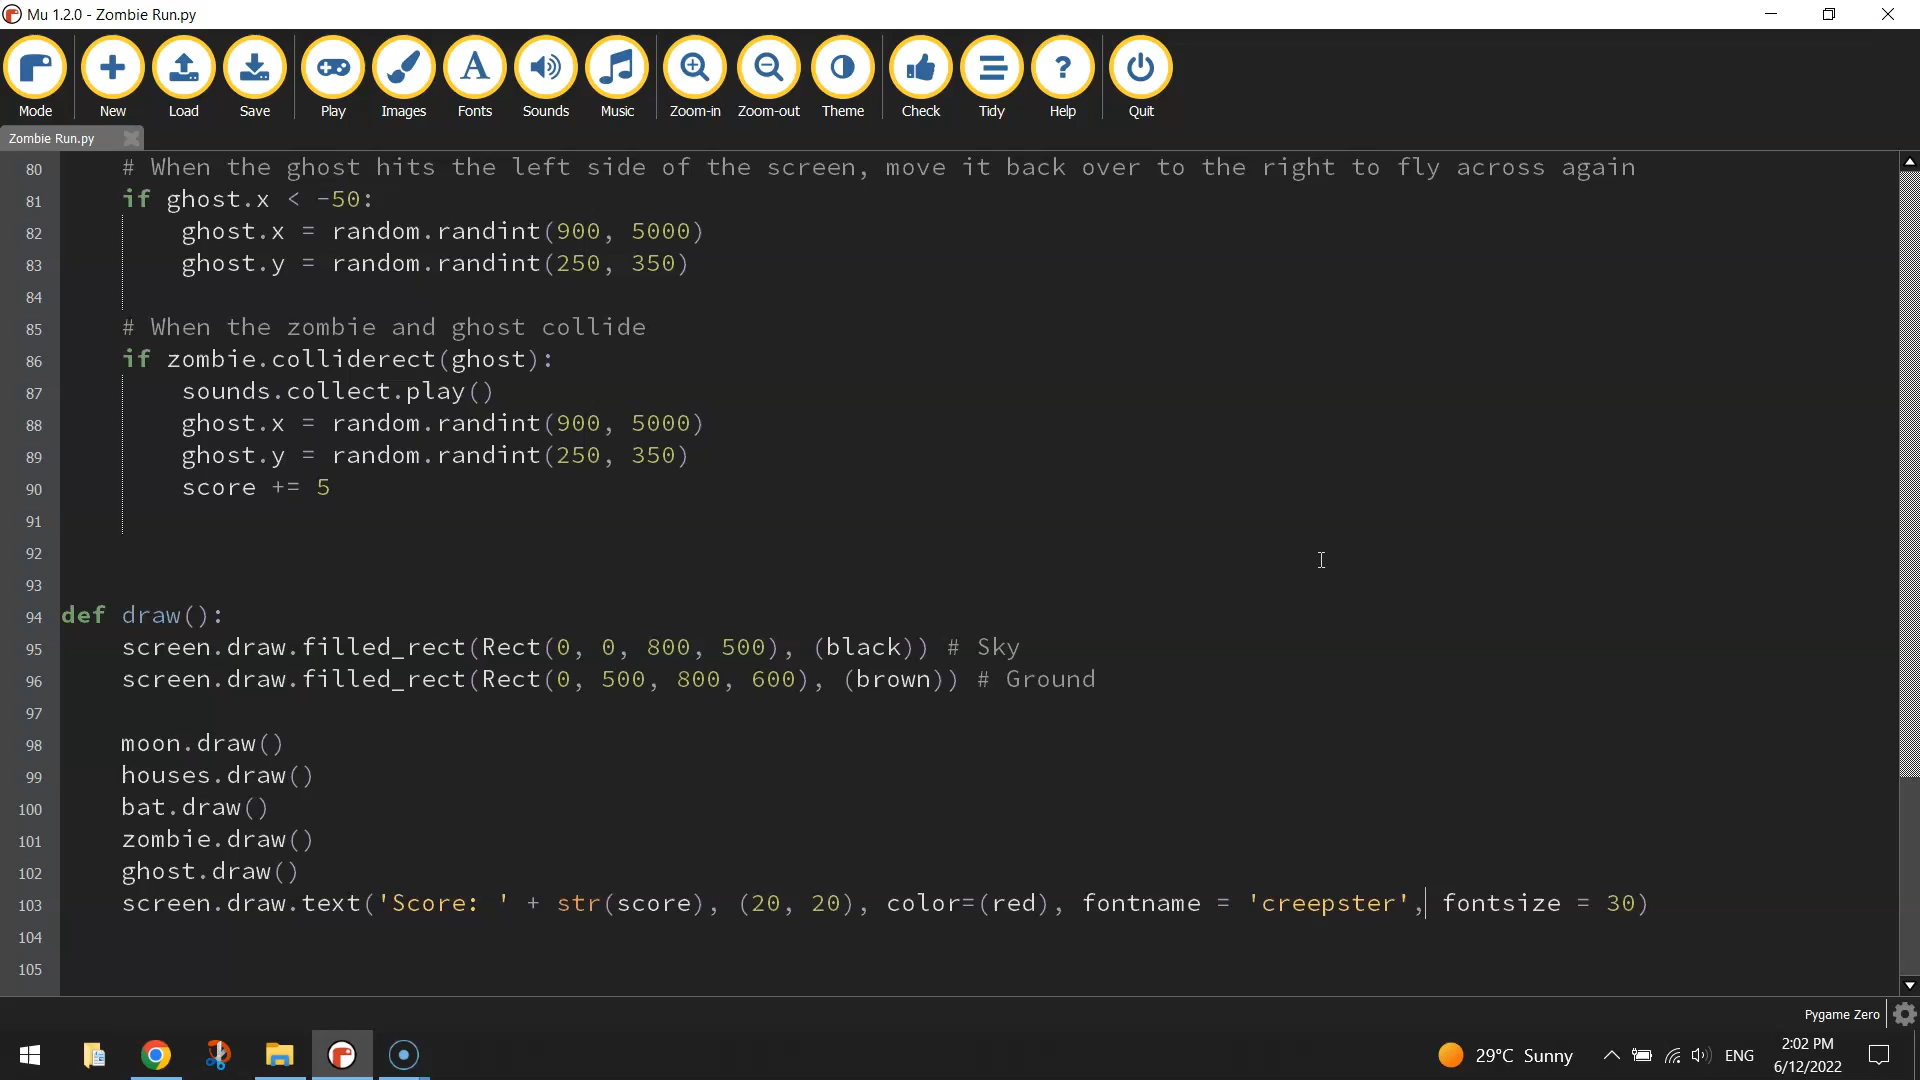 Mu 1.2.0 - Zombie Run.py
Mode New Load Save Play Images Fonts Sounds Music Zoom-in Zoom-out Theme Check Tidy Help Quit
Zombie Run.py
80 # When the ghost hits the left side of the screen, move it back over to the right to fly across again
81 if ghost.x < -50:
82 ghost.x = random.randint(900, 5000)
83 ghost.y = random.randint(250, 350)
84
85 # When the zombie and ghost collide
86 if zombie.colliderect(ghost):
87 sounds.collect.play()
88 ghost.x = random.randint(900, 5000)
89 ghost.y = random.randint(250, 350)
90 score += 5
91
92
93
94 def draw():
95 screen.draw.filled_rect(Rect(0, 0, 800, 500), (black)) # Sky
96 screen.draw.filled_rect(Rect(0, 500, 800, 600), (brown)) # Ground
97
98 moon.draw()
99 houses.draw()
100 bat.draw()
101 zombie.draw()
102 ghost.draw()
103 screen.draw.text('Score: ' + str(score), (20, 20), color=(red), fontname = 'creepster', fontsize = 30)
104
105
Pygame Zero
29°C Sunny ENG 2:02 PM
6/12/2022